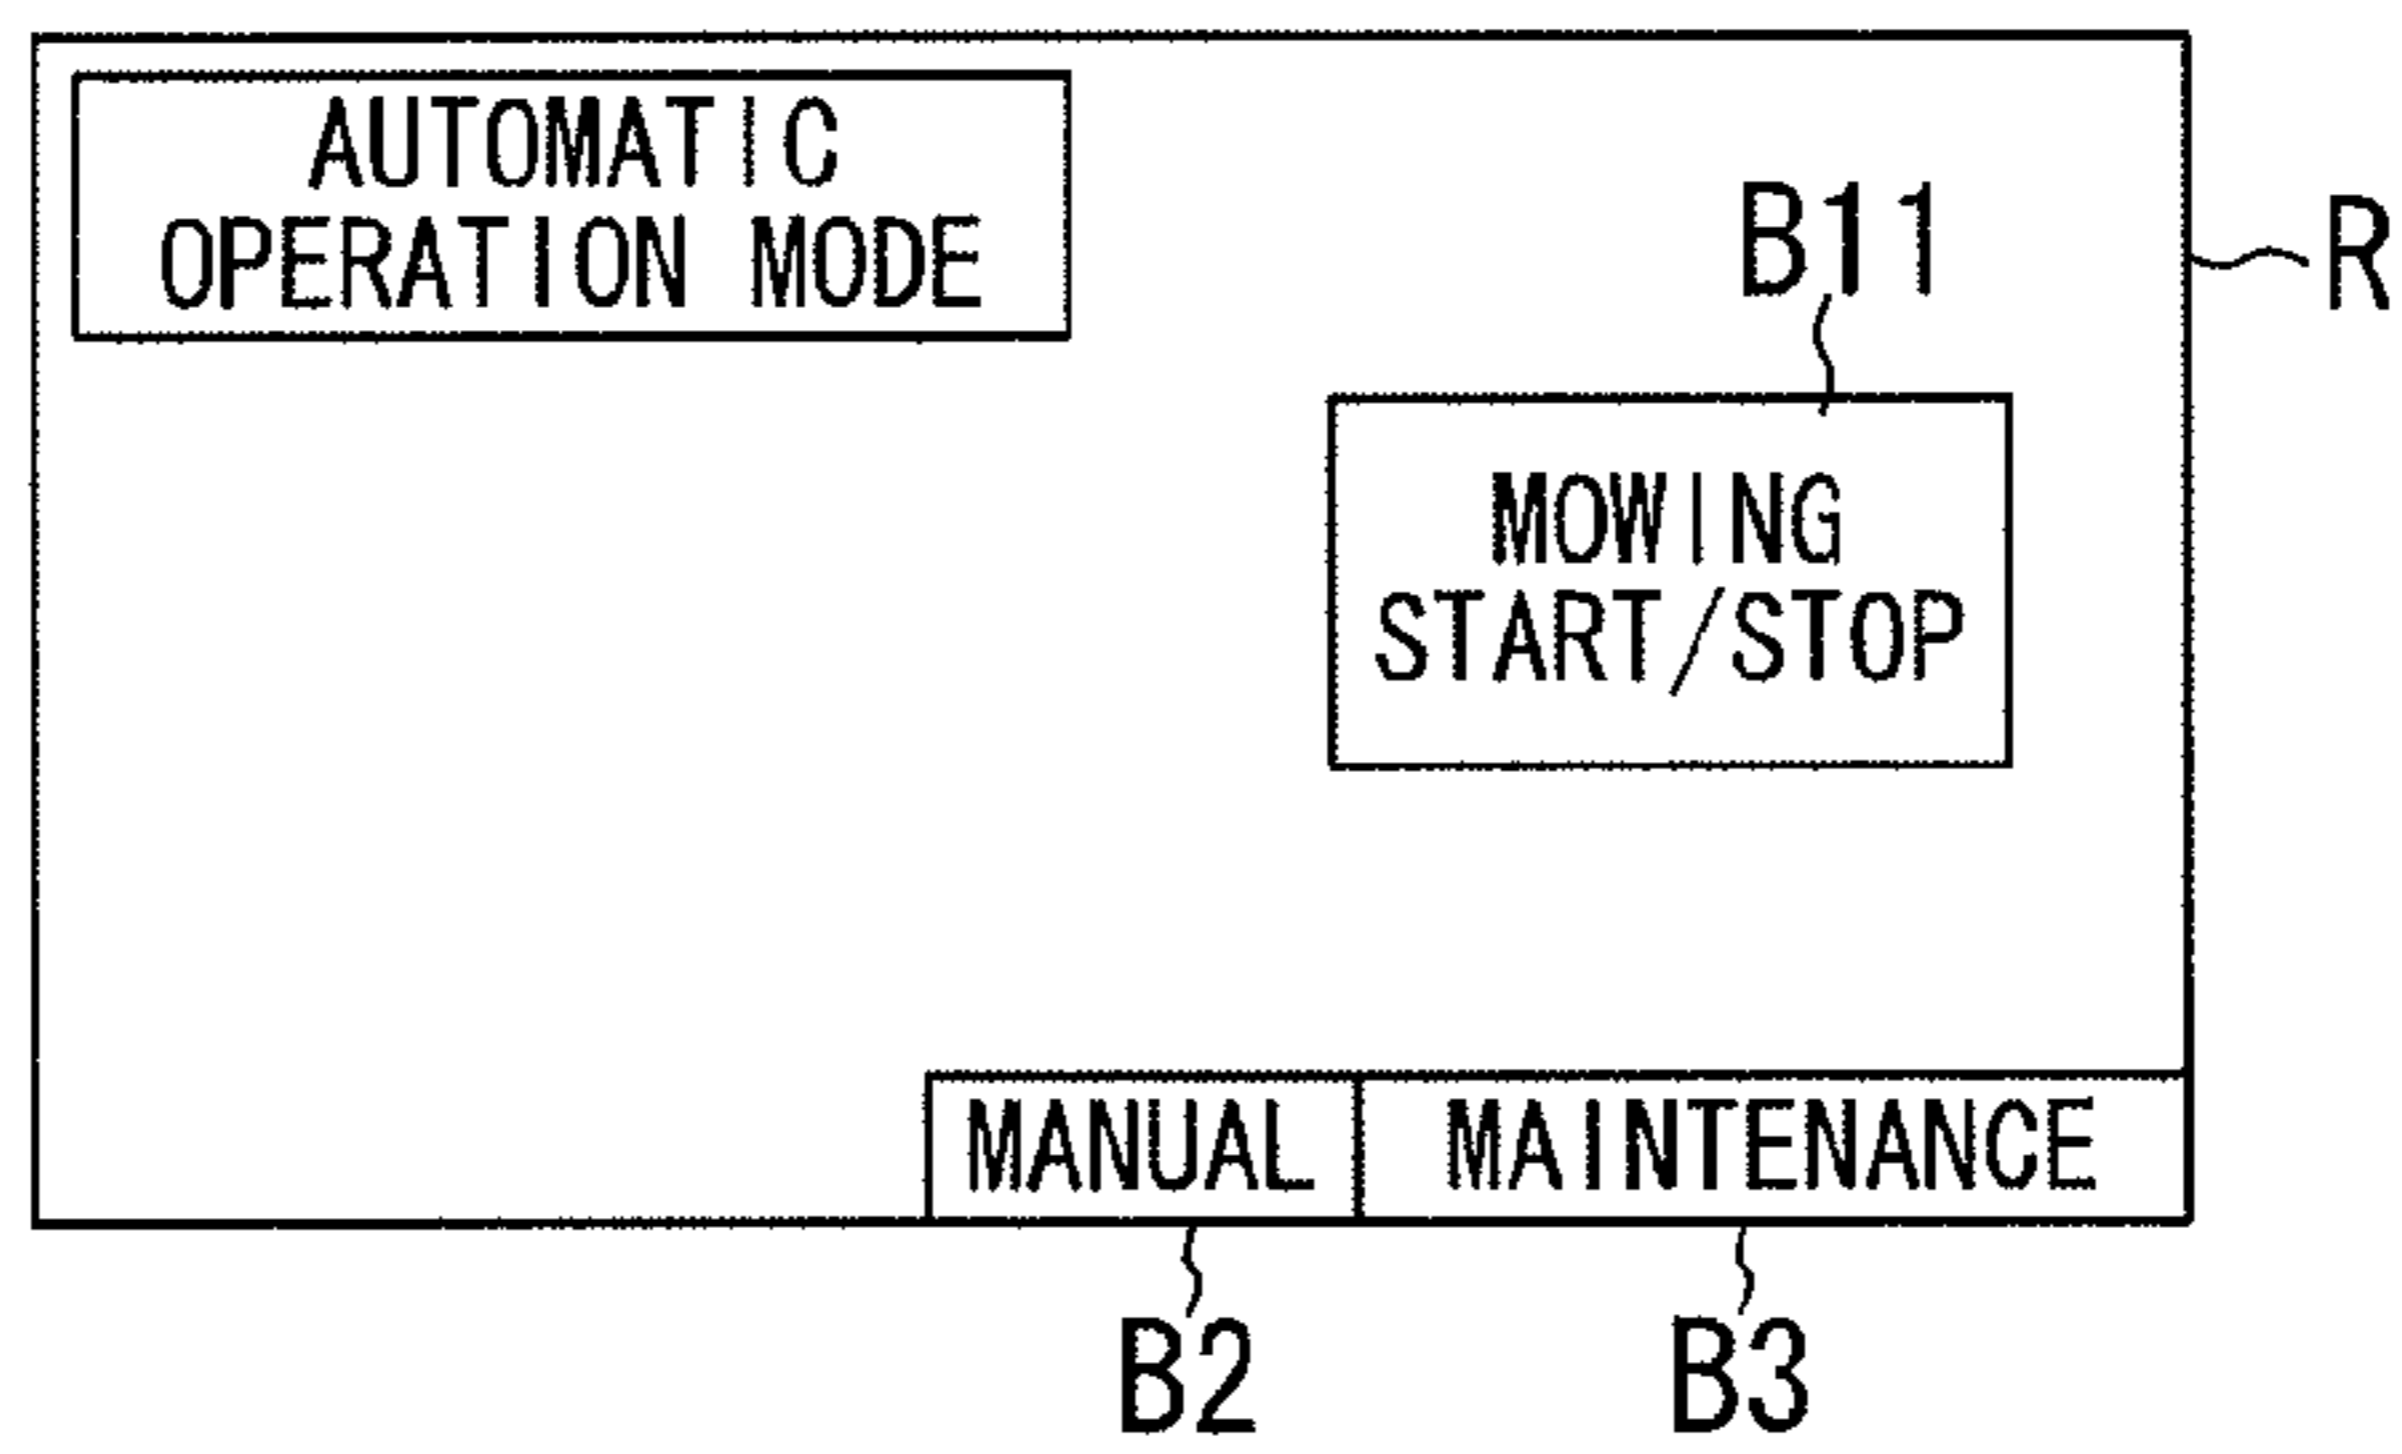 AUTOMATIC
OPERATION MODE
B11
R
MOWING
START/STOP
MANUAL
MAINTENANCE
B2
B3